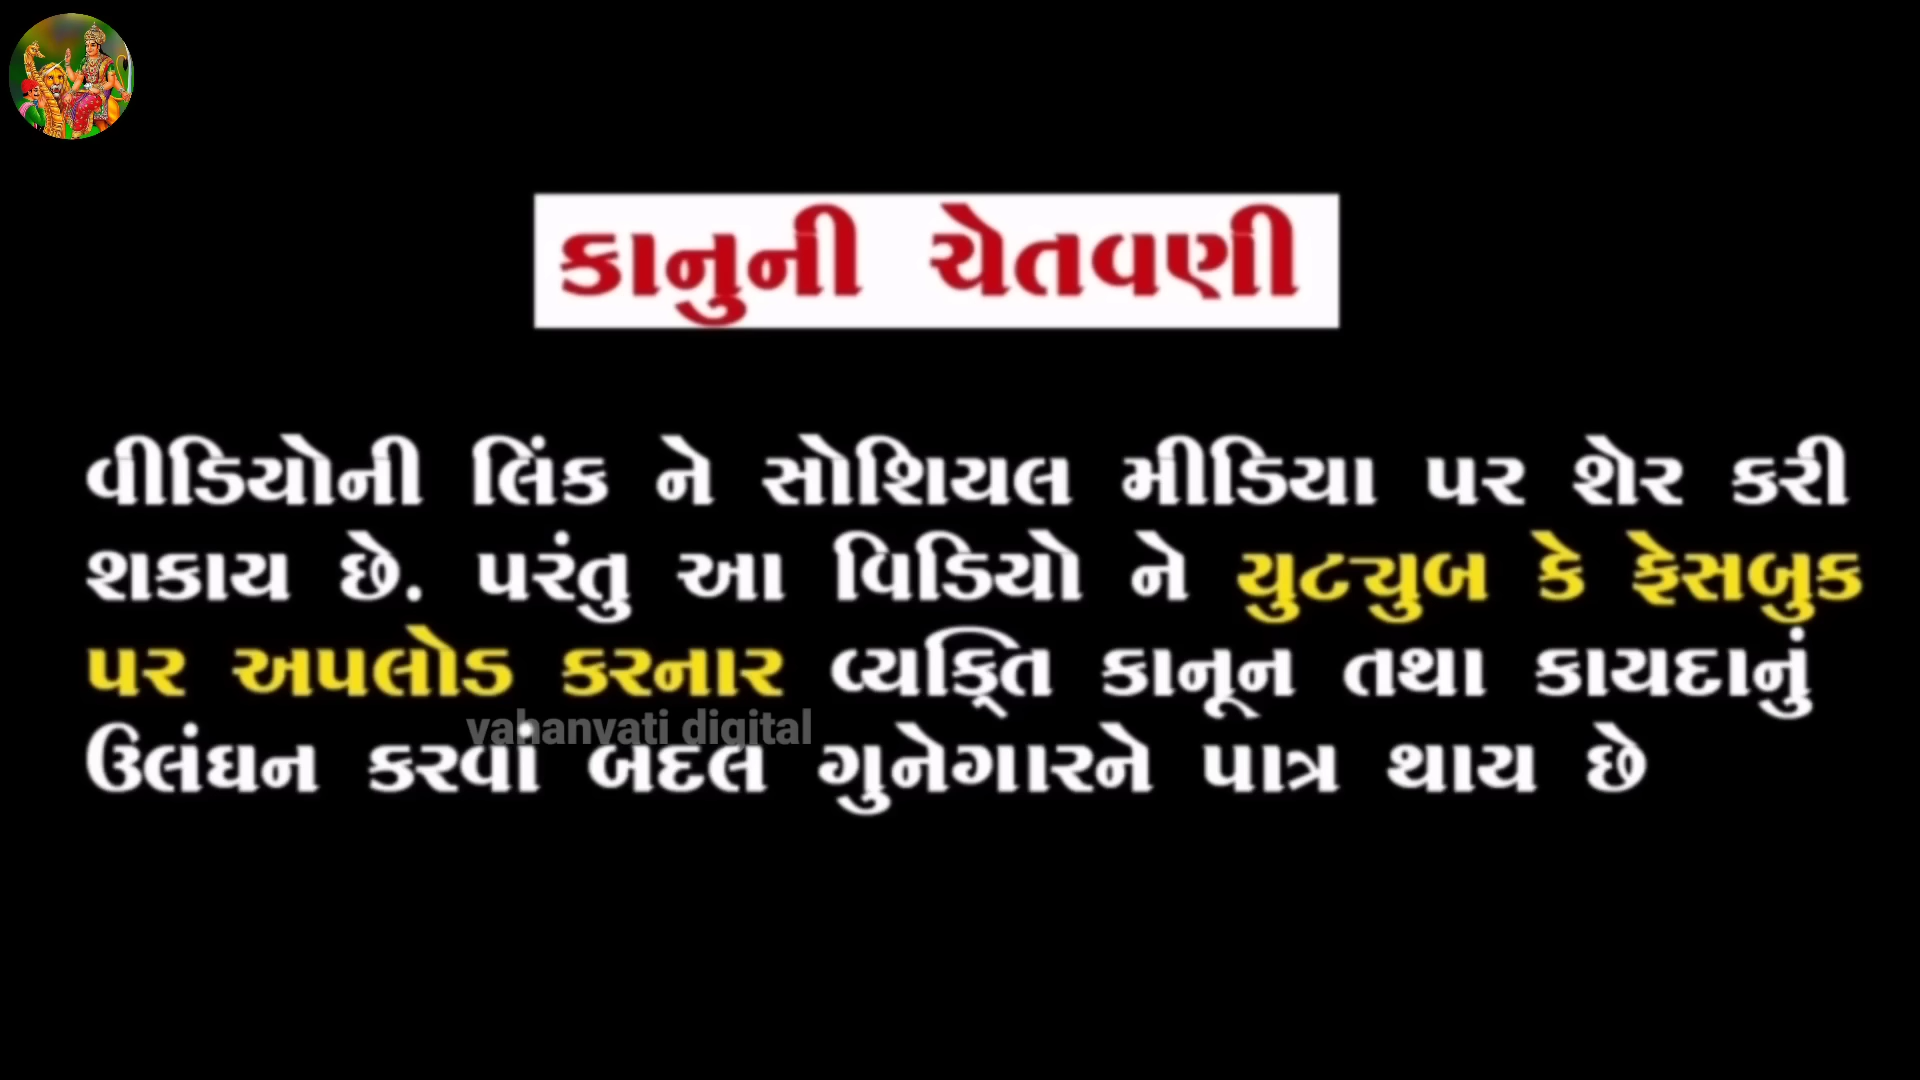 કાનુની ચેતવણી
વીડિયોની લિંક ને સોશિયલ મીડિયા પર શેર કરી
શકાય છે. પરંતુ આ વિડિયો ને યુટયુબ કે ફેસબુક
પર અપલોડ કરનાર વ્યક્તિ કાનૂન તથા કાયદાનું
vahanvati digital
ઉલંઘન કરવાં બદલ ગુનેગારને પાત્ર થાય છે